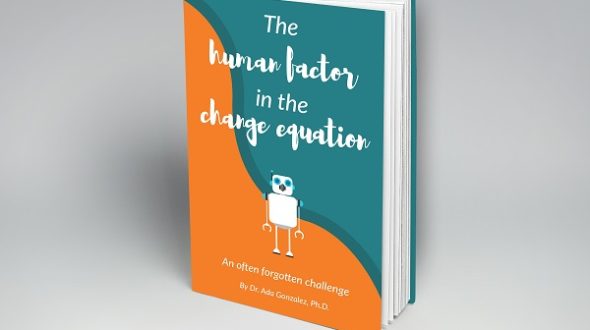 The
human factor
in the
change equation
An often forgotten challenge
By Dr. Ada Gonzalez, Ph.D.